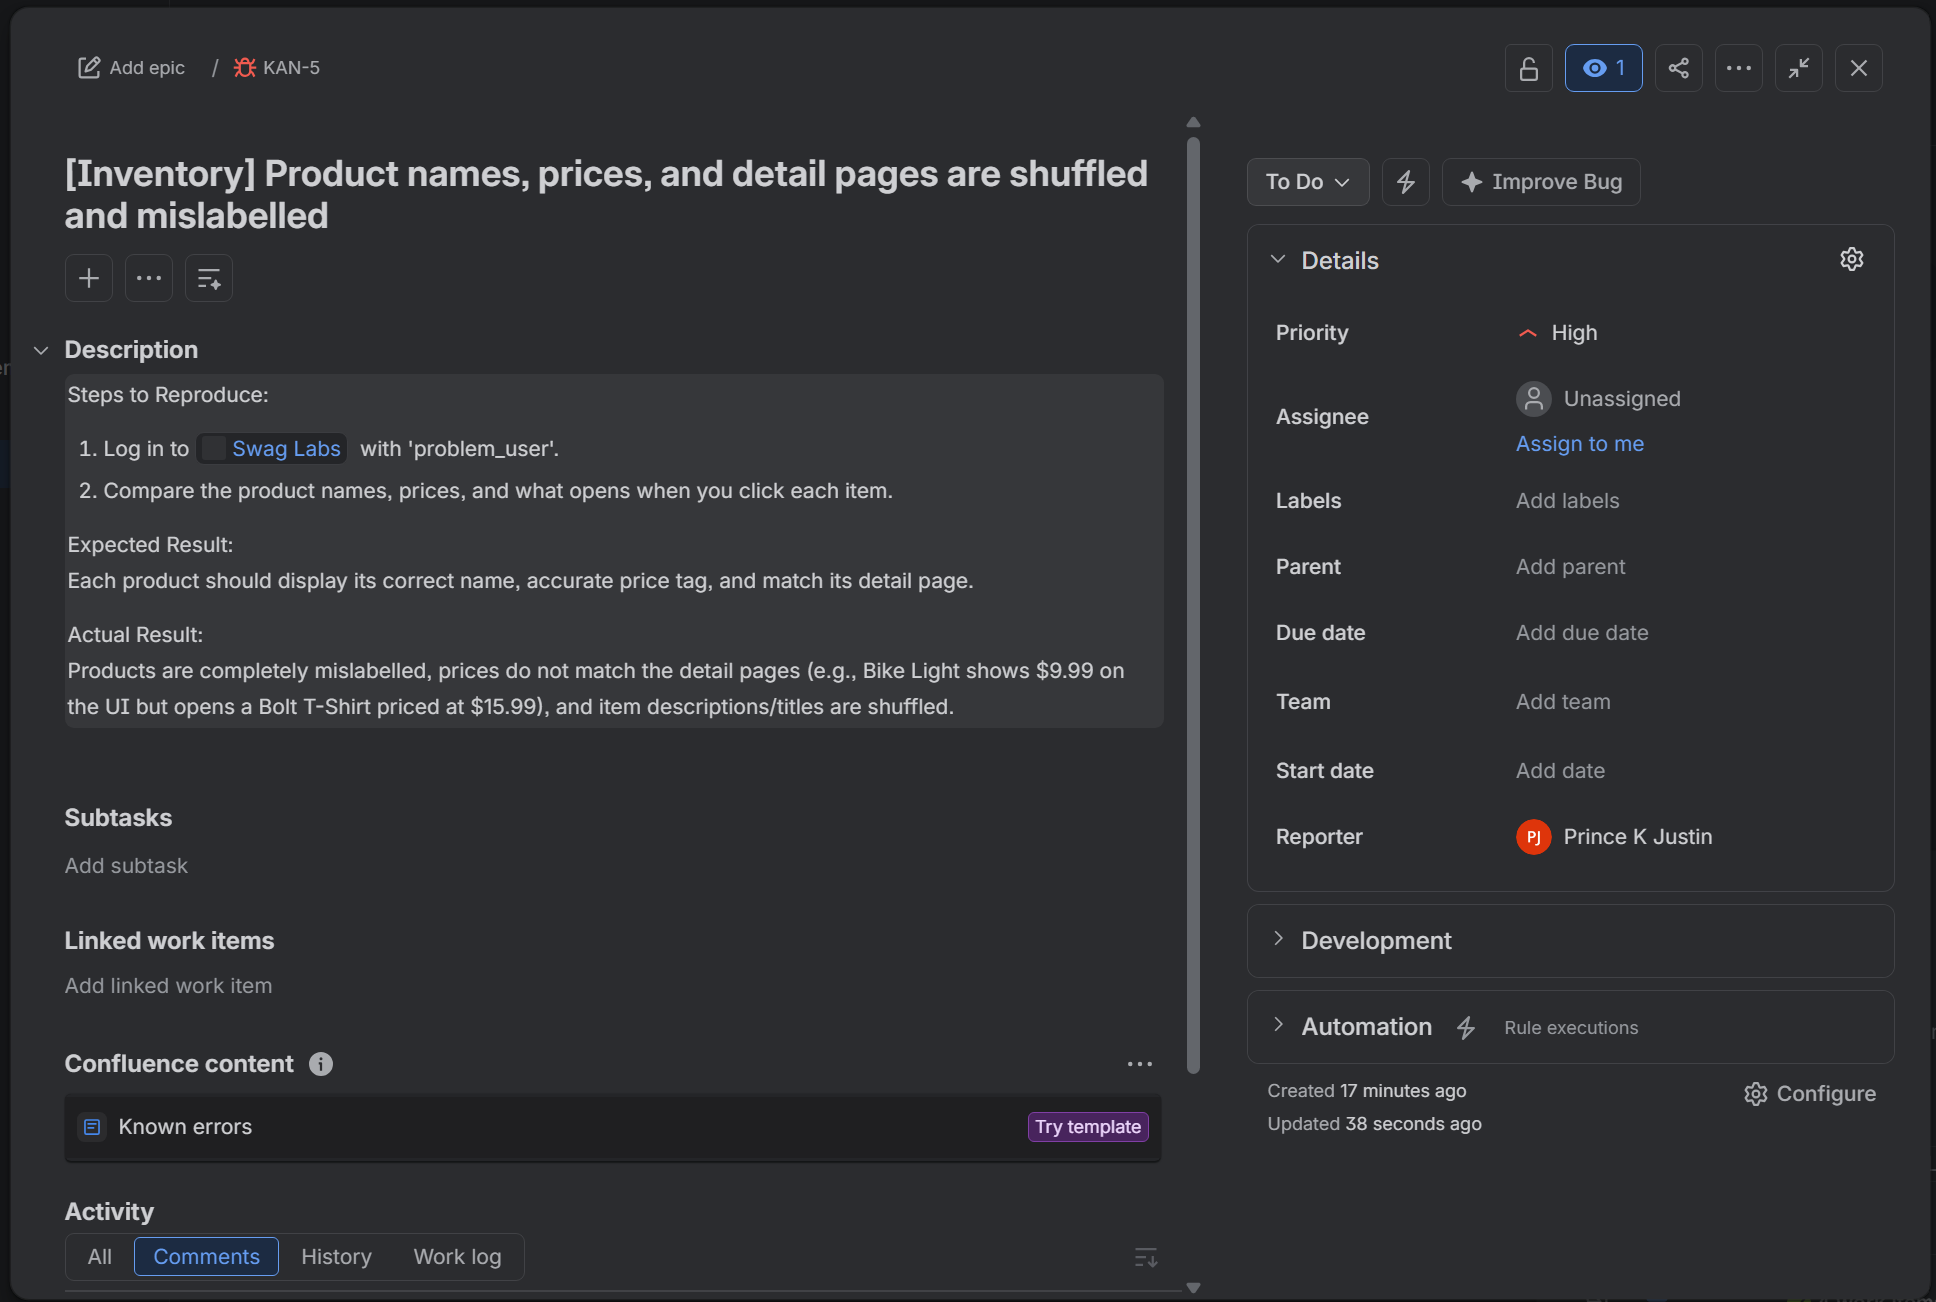 Add epic / KAN-5
1
[Inventory] Product names, prices, and detail pages are shuffled
and mislabelled
Description
Steps to Reproduce:
1. Log in to Swag Labs with 'problem_user'.
2. Compare the product names, prices, and what opens when you click each item.
Expected Result:
Each product should display its correct name, accurate price tag, and match its detail page.
Actual Result:
Products are completely mislabelled, prices do not match the detail pages (e.g., Bike Light shows $9.99 on
the UI but opens a Bolt T-Shirt priced at $15.99), and item descriptions/titles are shuffled.
Subtasks
Add subtask
Linked work items
Add linked work item
Confluence content
Known errors Try template
Activity
All Comments History Work log
To Do Improve Bug
Details
Priority High
Assignee Unassigned
Assign to me
Labels Add labels
Parent Add parent
Due date Add due date
Team Add team
Start date Add date
Reporter PJ Prince K Justin
Development
Automation Rule executions
Created 17 minutes ago
Configure
Updated 38 seconds ago